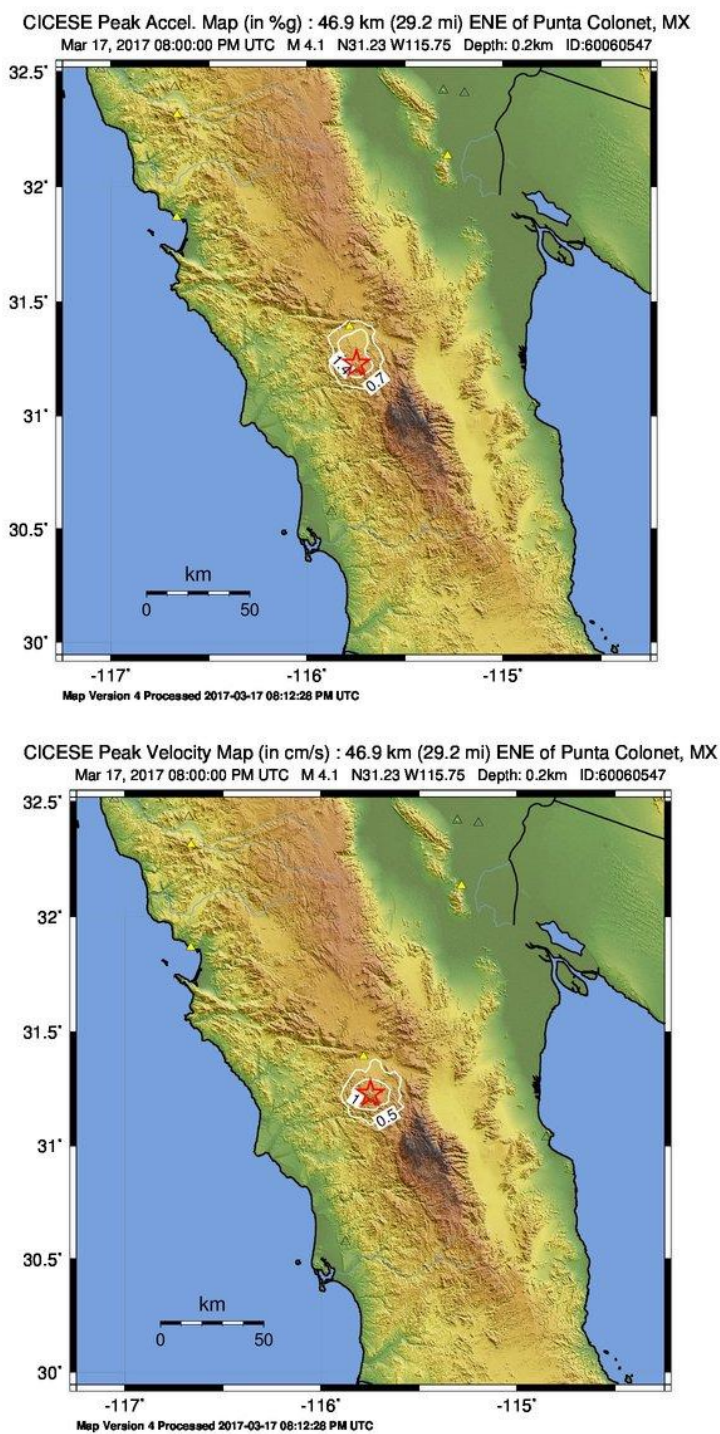 CICESE Peak Accel. Map (in %g) : 46.9 km (29.2 mi) ENE of Punta Colonet, MX
Mar 17, 2017 08:00:00 PM UTC M 4.1 N31.23 W115.75 Depth: 0.2km ID:60060547
32.5˚
32˚
31.5˚
1.4
0.7
31˚
30.5˚
km
0 50
30˚
-117˚ -116˚ -115˚
Map Version 4 Processed 2017-03-17 08:12:28 PM UTC
CICESE Peak Velocity Map (in cm/s) : 46.9 km (29.2 mi) ENE of Punta Colonet, MX
Mar 17, 2017 08:00:00 PM UTC M 4.1 N31.23 W115.75 Depth: 0.2km ID:60060547
32.5˚
32˚
31.5˚
1
0.5
31˚
30.5˚
km
0 50
30˚
-117˚ -116˚ -115˚
Map Version 4 Processed 2017-03-17 08:12:28 PM UTC